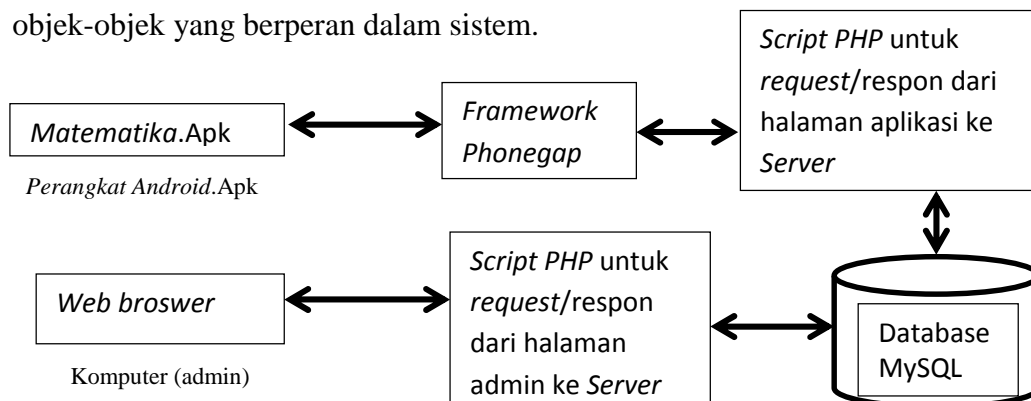 objek-objek yang berperan dalam sistem.
Matematika.Apk
Perangkat Android.Apk
Framework
Phonegap
Script PHP untuk
request/respon dari
halaman aplikasi ke
Server
Web broswer
Komputer (admin)
Script PHP untuk
request/respon
dari halaman
admin ke Server
Database
MySQL